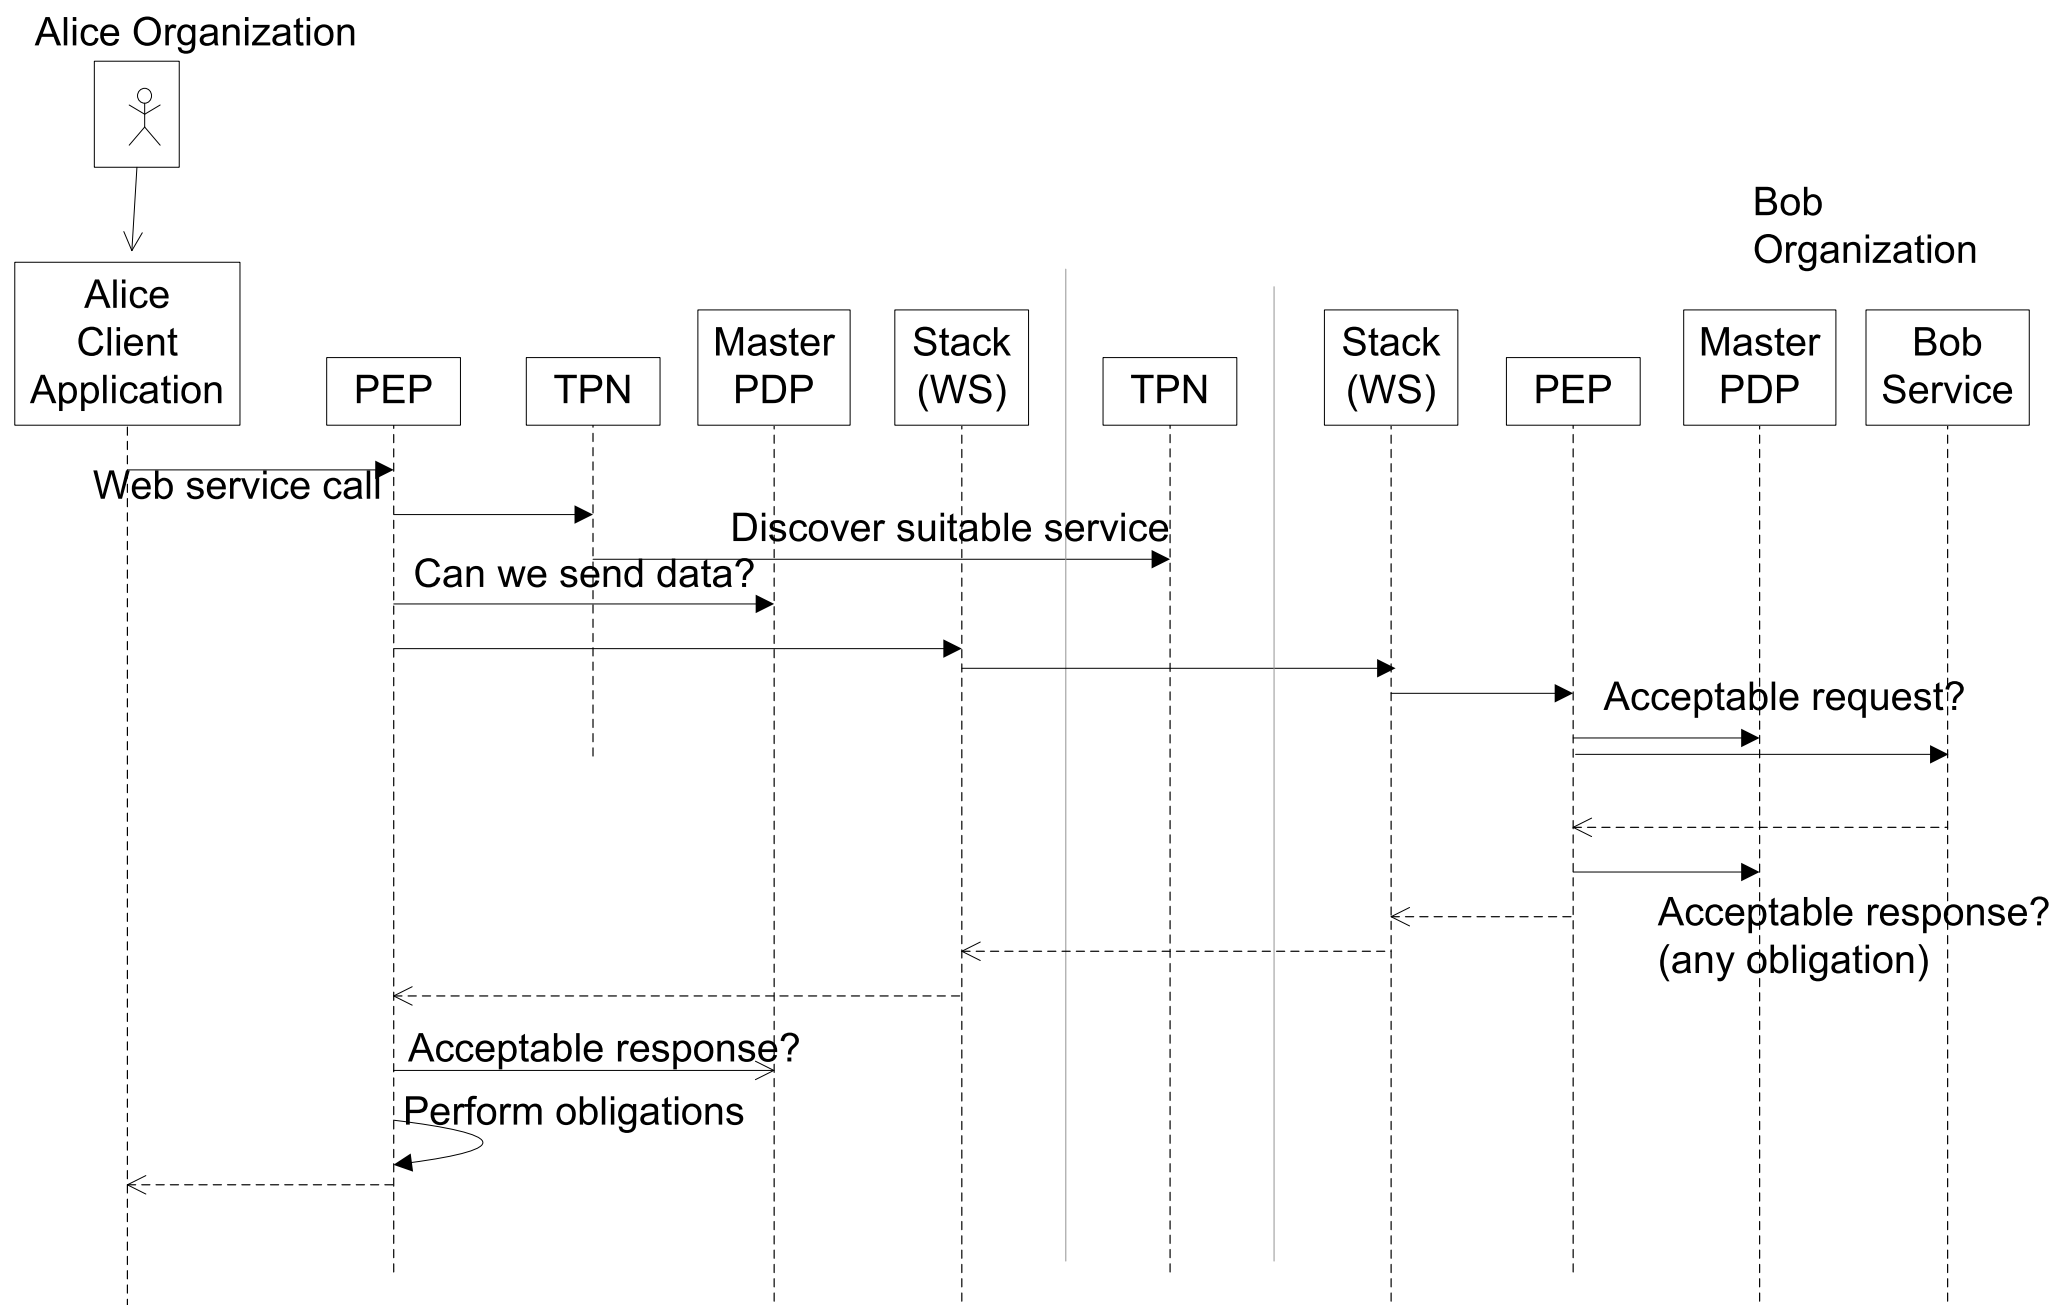 Alice Organization
Bob
Organization
Alice
Client
Application
PEP
TPN
Master
PDP
Stack
(WS)
TPN
Stack
(WS)
PEP
Master
PDP
Bob
Service
Web service call
Discover suitable service
Can we send data?
Acceptable request?
Acceptable response?
(any obligation)
Acceptable response?
Perform obligations